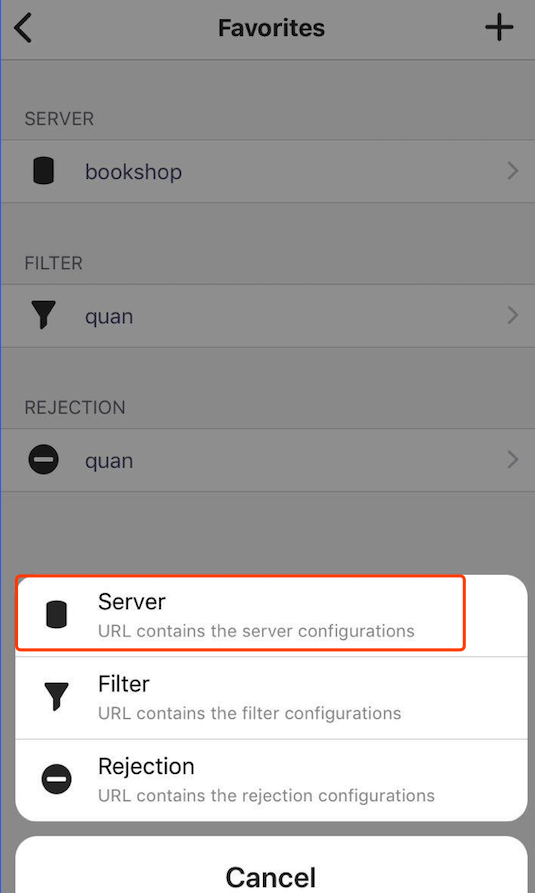 Favorites
SERVER
bookshop
FILTER
quan
REJECTION
quan
Server
URL contains the server configurations
Filter
URL contains the filter configurations
Rejection
URL contains the rejection configurations
Cancel